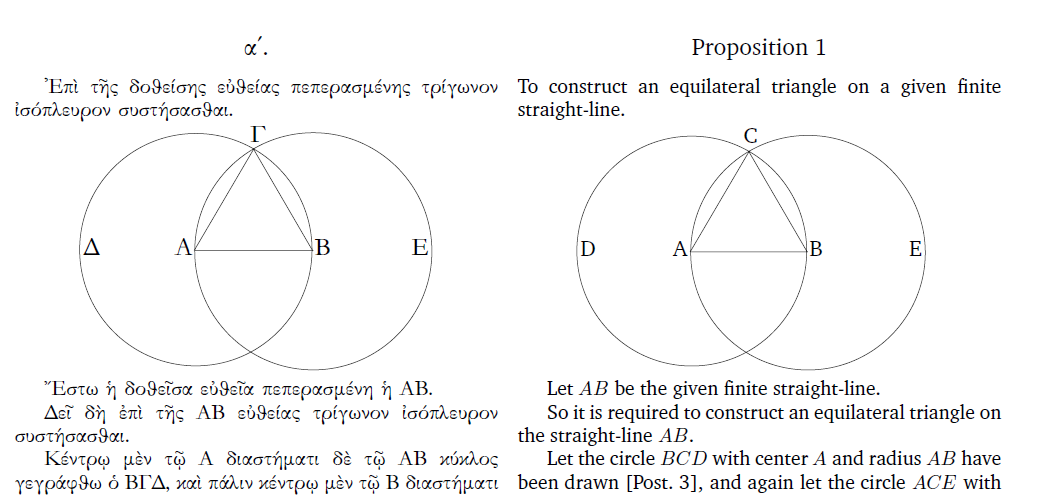 αʹ.
Ἐπὶ τῆς δοθείσης εὐθείας πεπερασμένης τρίγωνον
ἰσόπλευρον συστήσασθαι.
Γ
Δ Α Β Ε
Ἔστω ἡ δοθεῖσα εὐθεῖα πεπερασμένη ἡ ΑΒ.
Δεῖ δὴ ἐπὶ τῆς ΑΒ εὐθείας τρίγωνον ἰσόπλευρον
συστήσασθαι.
Κέντρῳ μὲν τῷ Α διαστήματι δὲ τῷ ΑΒ κύκλος
γεγράφθω ὁ ΒΓΔ, καὶ πάλιν κέντρῳ μὲν τῷ Β διαστήματι
Proposition 1
To construct an equilateral triangle on a given finite
straight-line.
C
D A B E
Let AB be the given finite straight-line.
So it is required to construct an equilateral triangle on
the straight-line AB.
Let the circle BCD with center A and radius AB have
been drawn [Post. 3], and again let the circle ACE with